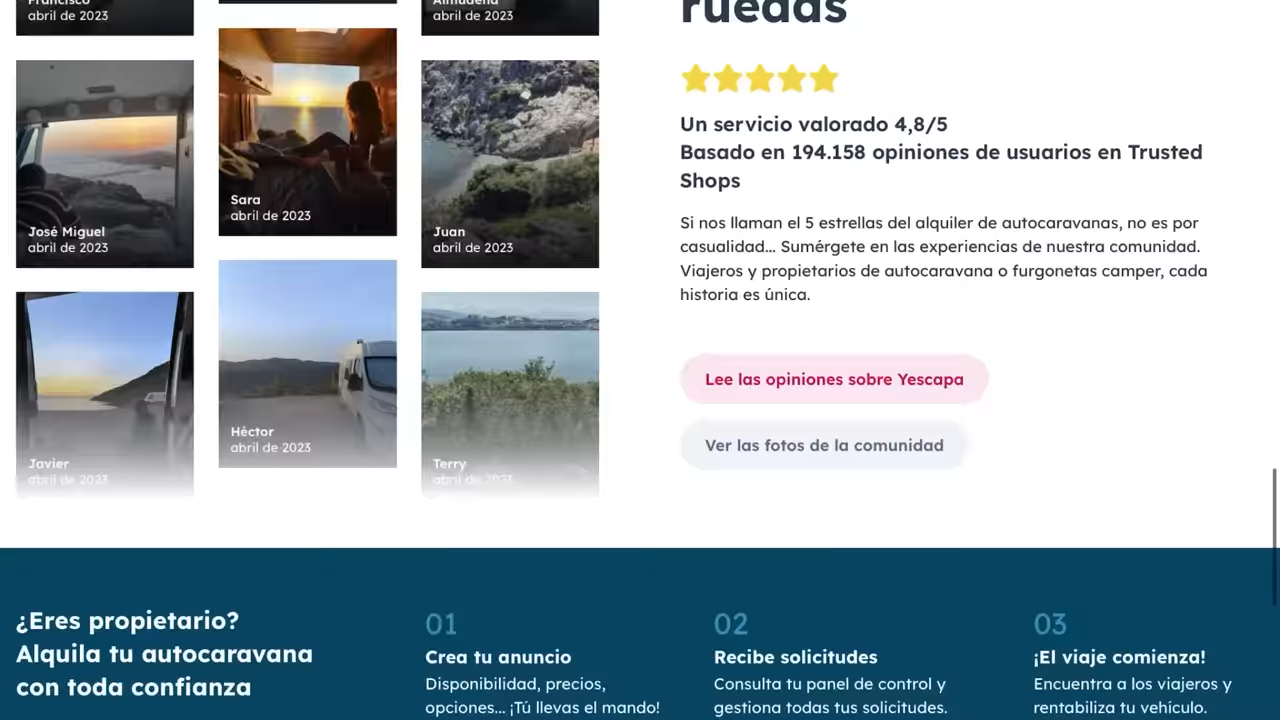 Francisco
abril de 2023
Almudena
abril de 2023
José Miguel
abril de 2023
Sara
abril de 2023
Juan
abril de 2023
Javier
abril de 2023
Héctor
abril de 2023
Terry
abril de 2023
ruedas
Un servicio valorado 4,8/5
Basado en 194.158 opiniones de usuarios en Trusted
Shops
Si nos llaman el 5 estrellas del alquiler de autocaravanas, no es por
casualidad... Sumérgete en las experiencias de nuestra comunidad.
Viajeros y propietarios de autocaravana o furgonetas camper, cada
historia es única.
Lee las opiniones sobre Yescapa
Ver las fotos de la comunidad
¿Eres propietario?
Alquila tu autocaravana
con toda confianza
01
Crea tu anuncio
Disponibilidad, precios,
opciones... ¡Tú llevas el mando!
02
Recibe solicitudes
Consulta tu panel de control y
gestiona todas tus solicitudes.
03
¡El viaje comienza!
Encuentra a los viajeros y
rentabiliza tu vehículo.